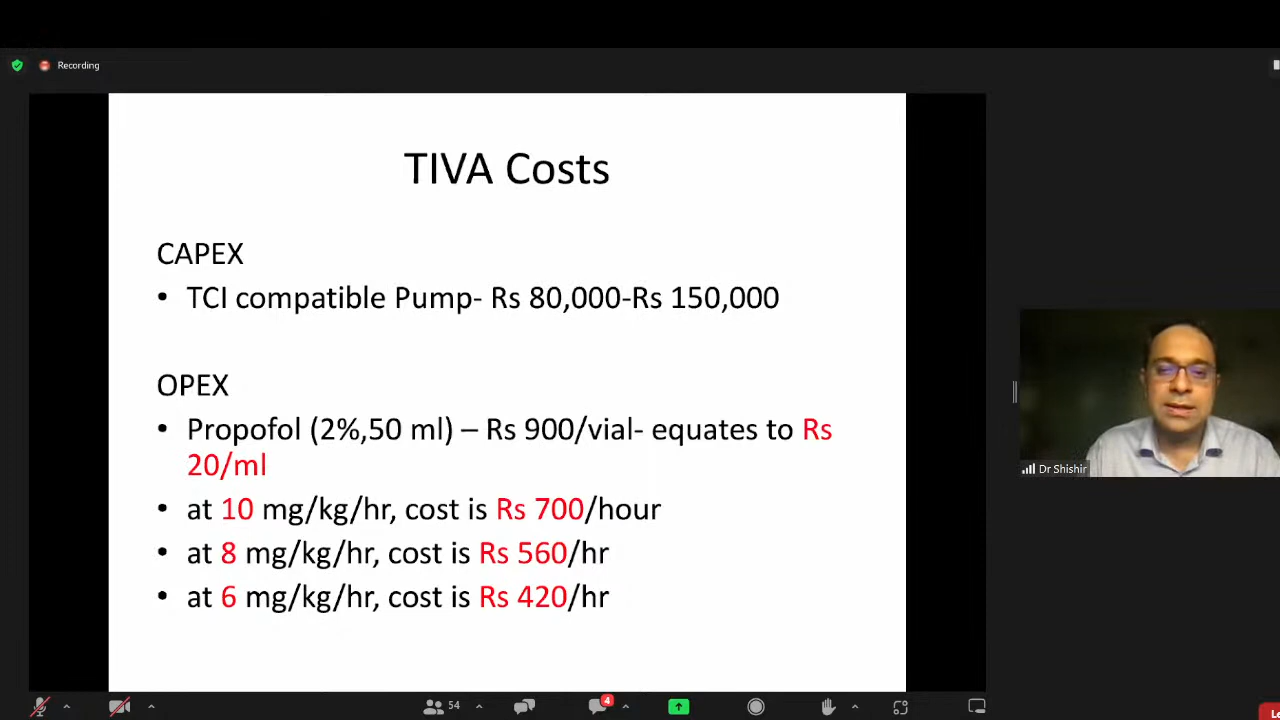 Recording
TIVA Costs
CAPEX
• TCI compatible Pump- Rs 80,000-Rs 150,000
OPEX
• Propofol (2%,50 ml) – Rs 900/vial- equates to Rs
20/ml
• at 10 mg/kg/hr, cost is Rs 700/hour
• at 8 mg/kg/hr, cost is Rs 560/hr
• at 6 mg/kg/hr, cost is Rs 420/hr
Dr Shishir
54
4